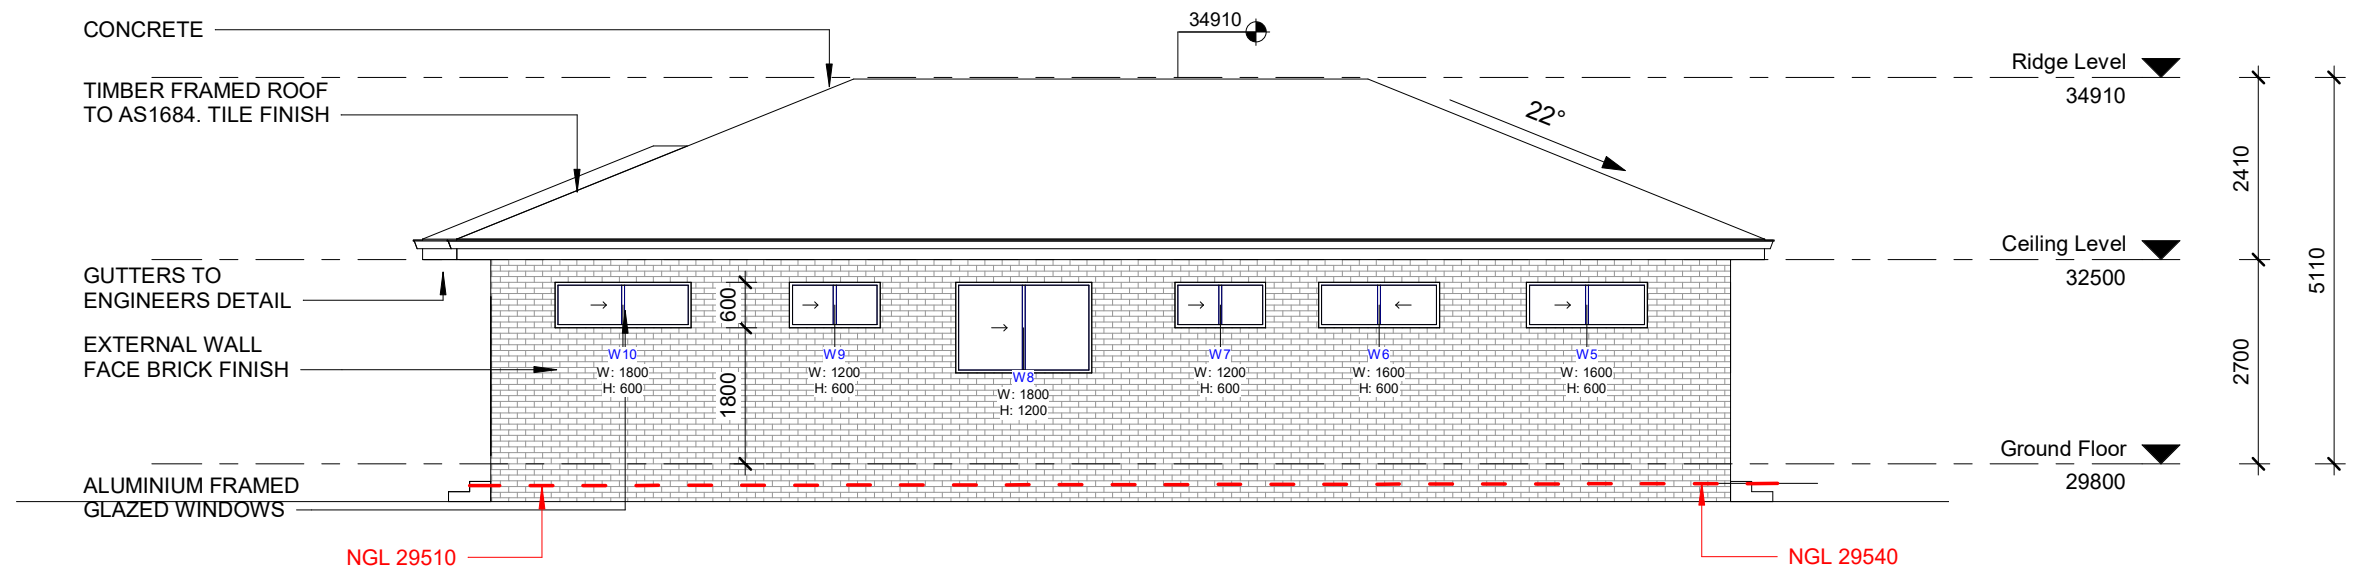 CONCRETE
34910
Ridge Level
34910
TIMBER FRAMED ROOF
TO AS1684. TILE FINISH
22°
2410
Ceiling Level
32500
5110
GUTTERS TO
ENGINEERS DETAIL
600
EXTERNAL WALL
FACE BRICK FINISH
1800
W10
W: 1800
H: 600
W9
W: 1200
H: 600
W8
W: 1800
H: 1200
W7
W: 1200
H: 600
W6
W: 1600
H: 600
W5
W: 1600
H: 600
2700
Ground Floor
29800
ALUMINIUM FRAMED
GLAZED WINDOWS
NGL 29510
NGL 29540